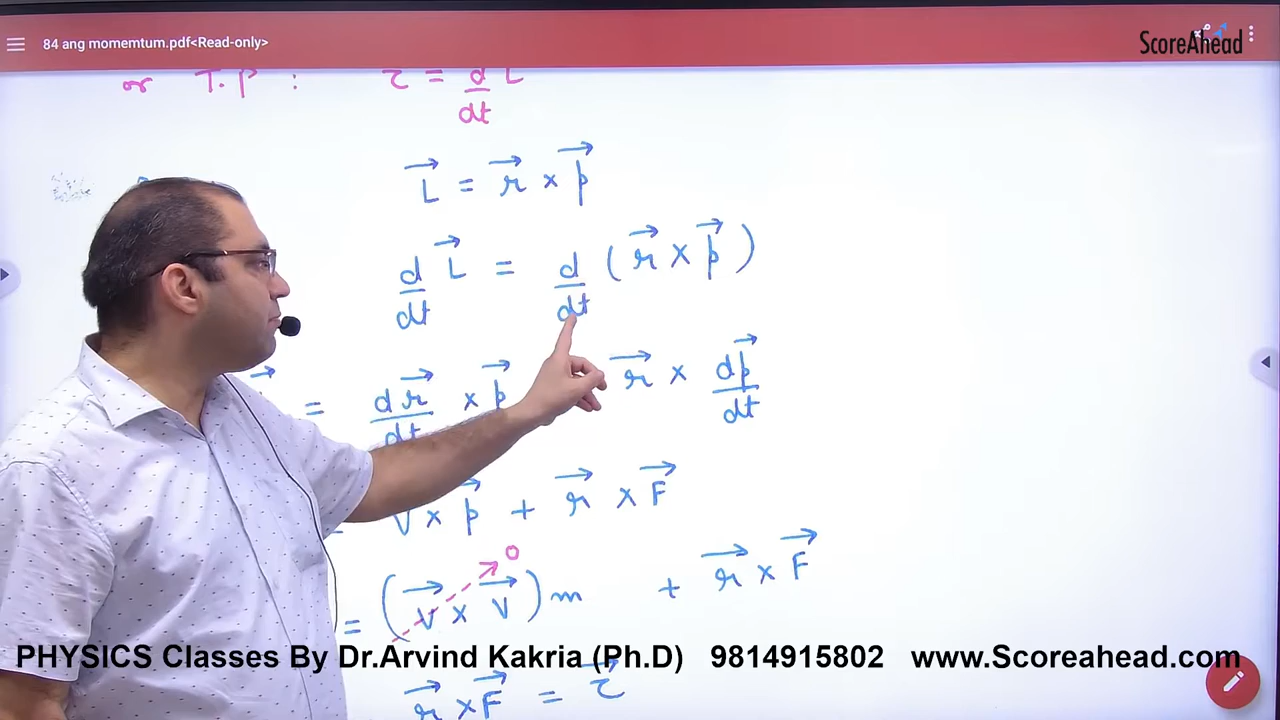 84 ang momemtum.pdf<Read-only>
ScoreAhead
or T.P : τ = d/dt L
L⃗ = r⃗ × p⃗
d/dt L⃗ = d/dt ( r⃗ × p⃗ )
= dr⃗/dt × p⃗ r⃗ × dp⃗/dt
V × p⃗ + r⃗ × F⃗
= ( v⃗ × v⃗ ) m + r⃗ × F⃗
0
PHYSICS Classes By Dr.Arvind Kakria (Ph.D) 9814915802 www.Scoreahead.com
r⃗ × F⃗ = τ⃗